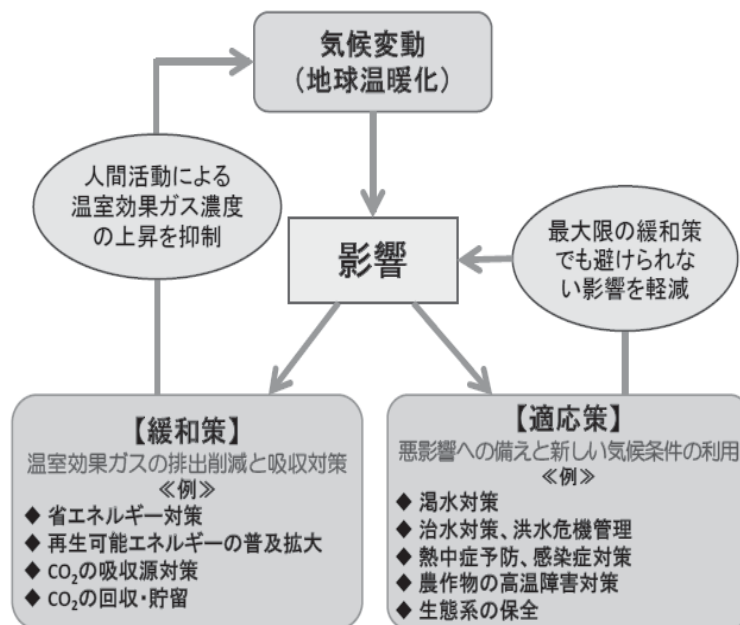 気候変動
（地球温暖化）
人間活動による
温室効果ガス濃度
の上昇を抑制
影響
最大限の緩和策
でも避けられな
い影響を軽減
【緩和策】
温室効果ガスの排出削減と吸収対策
≪例≫
◆ 省エネルギー対策
◆ 再生可能エネルギーの普及拡大
◆ CO₂の吸収源対策
◆ CO₂の回収・貯留
【適応策】
悪影響への備えと新しい気候条件の利用
≪例≫
◆ 渇水対策
◆ 治水対策、洪水危機管理
◆ 熱中症予防、感染症対策
◆ 農作物の高温障害対策
◆ 生態系の保全